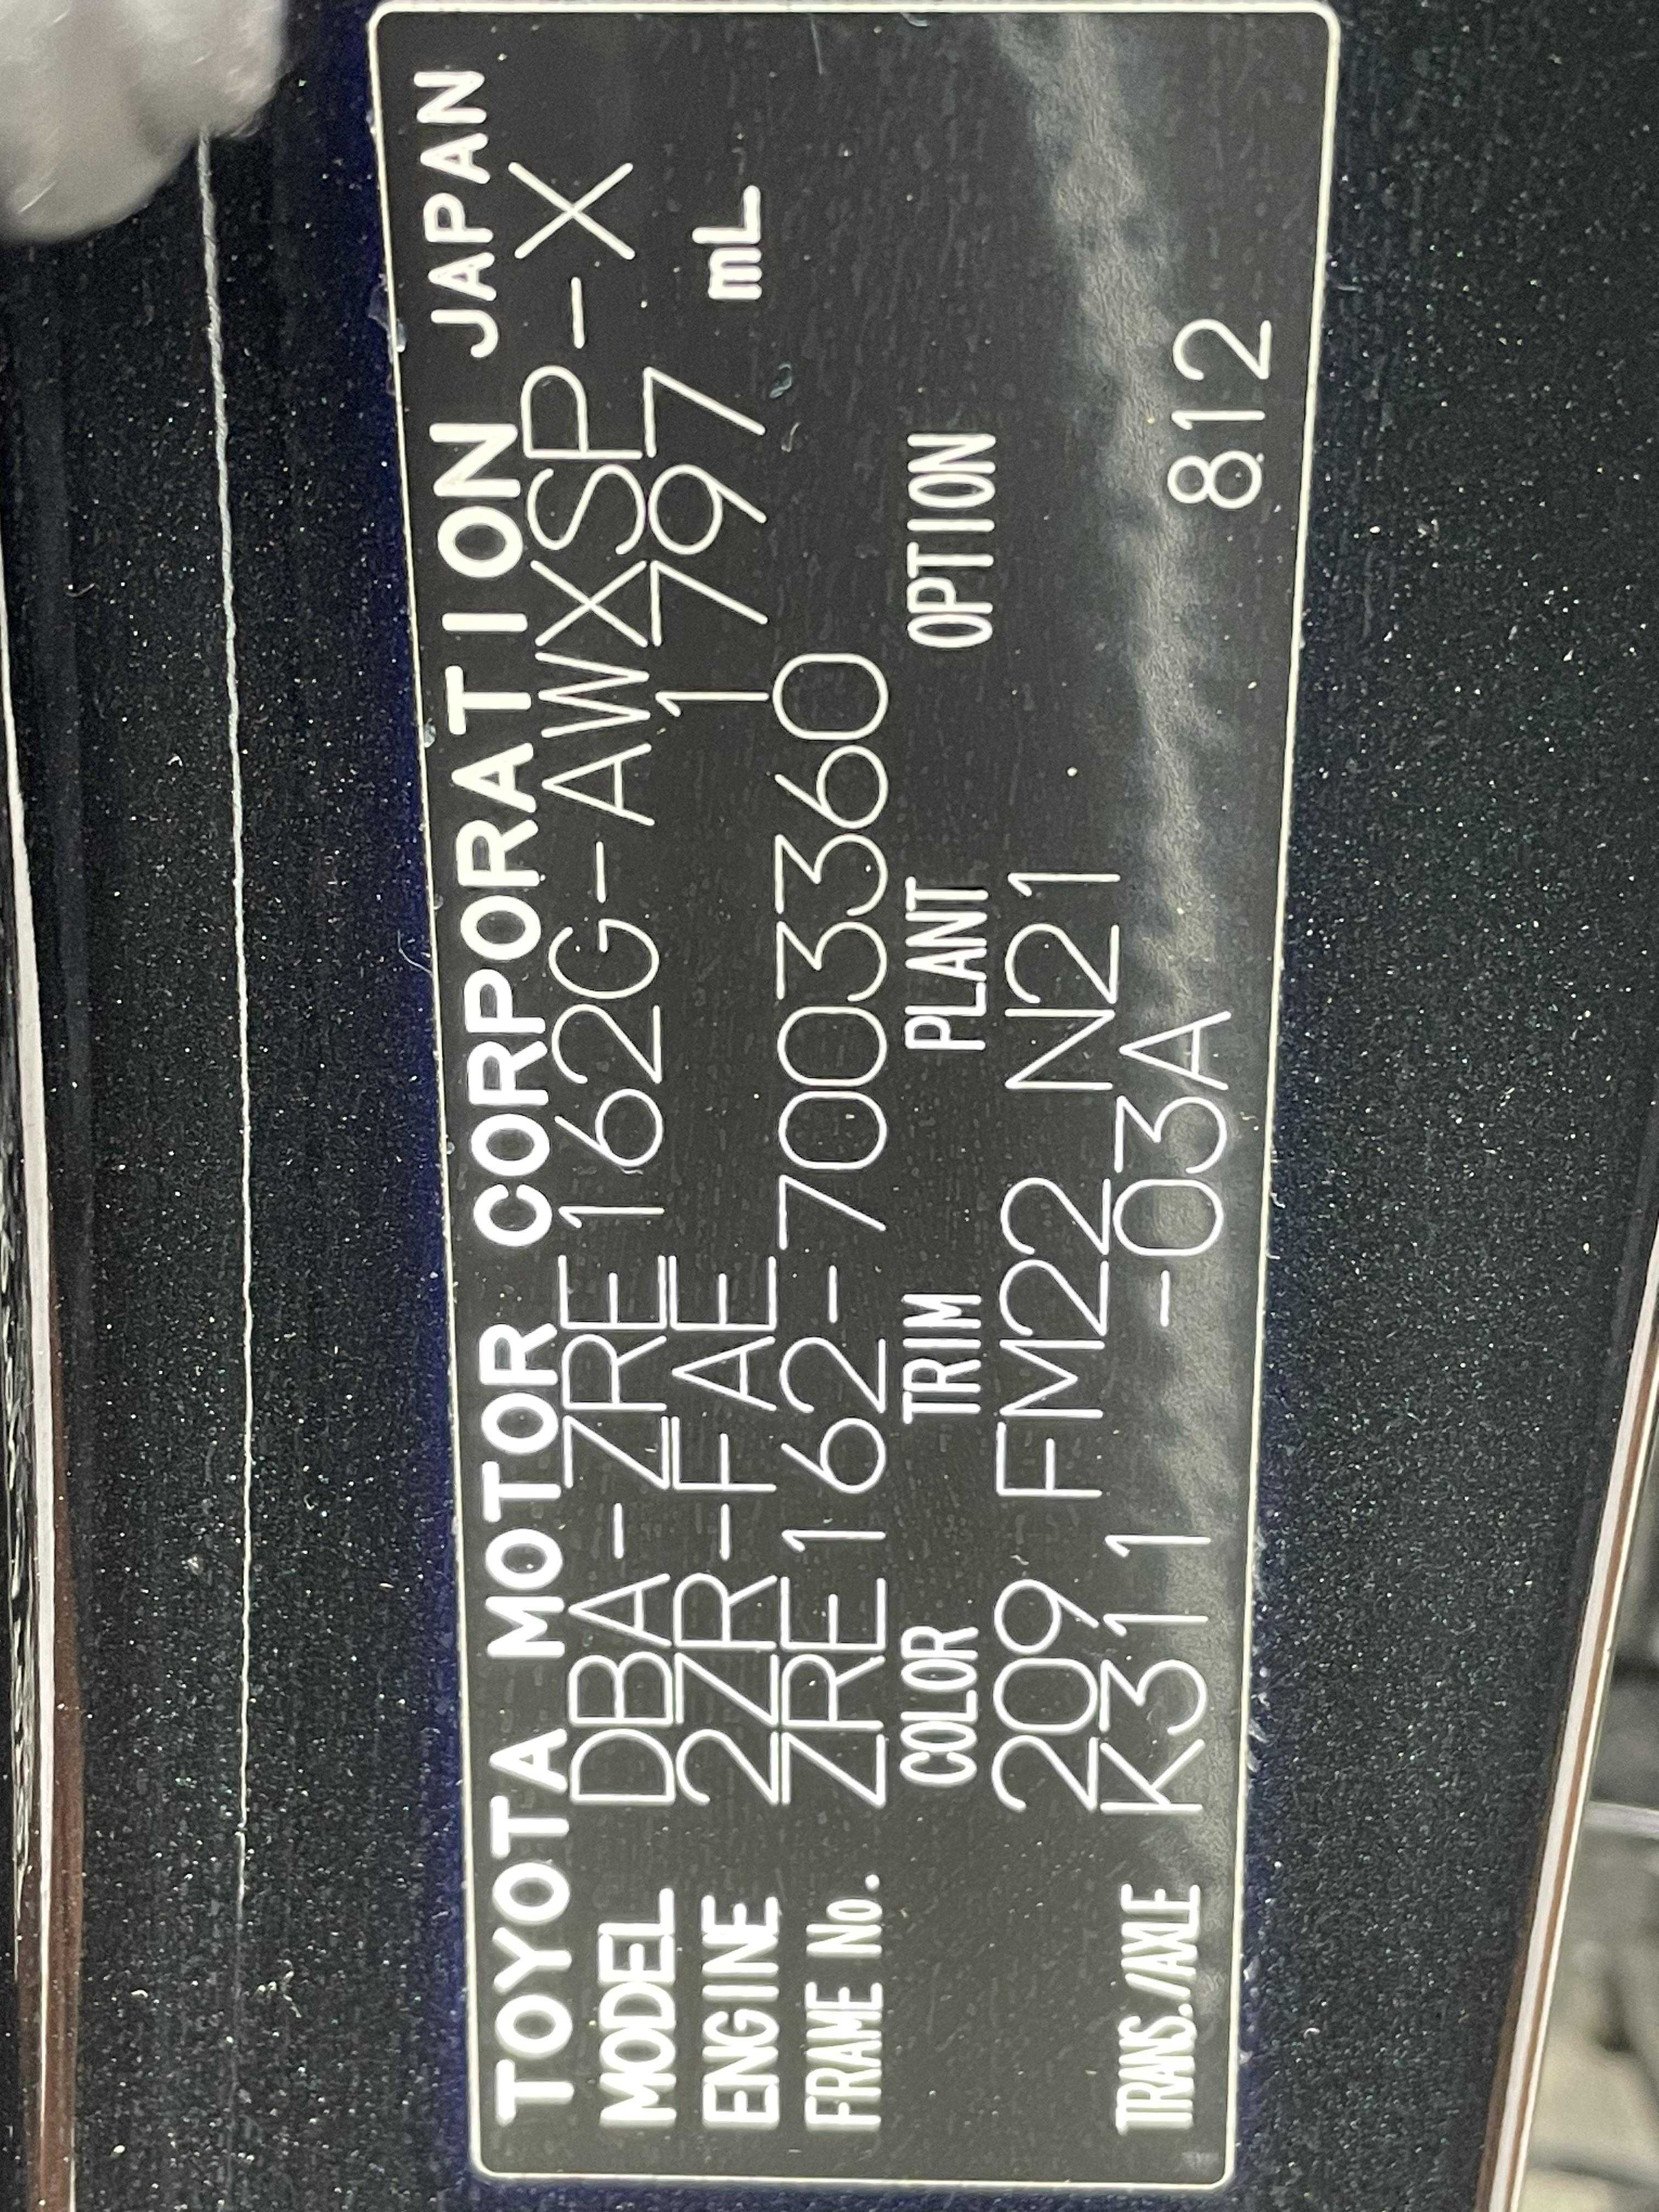 TOYOTA MOTOR CORPORATION JAPAN
MODEL DBA-ZRE162G-AWXSP-X
ENGINE 2ZR-FAE 1797 mL
FRAME No. ZRE162-7003360
COLOR TRIM PLANT OPTION
209 FM22 N21
TRANS./AXLE K311 -03A 812